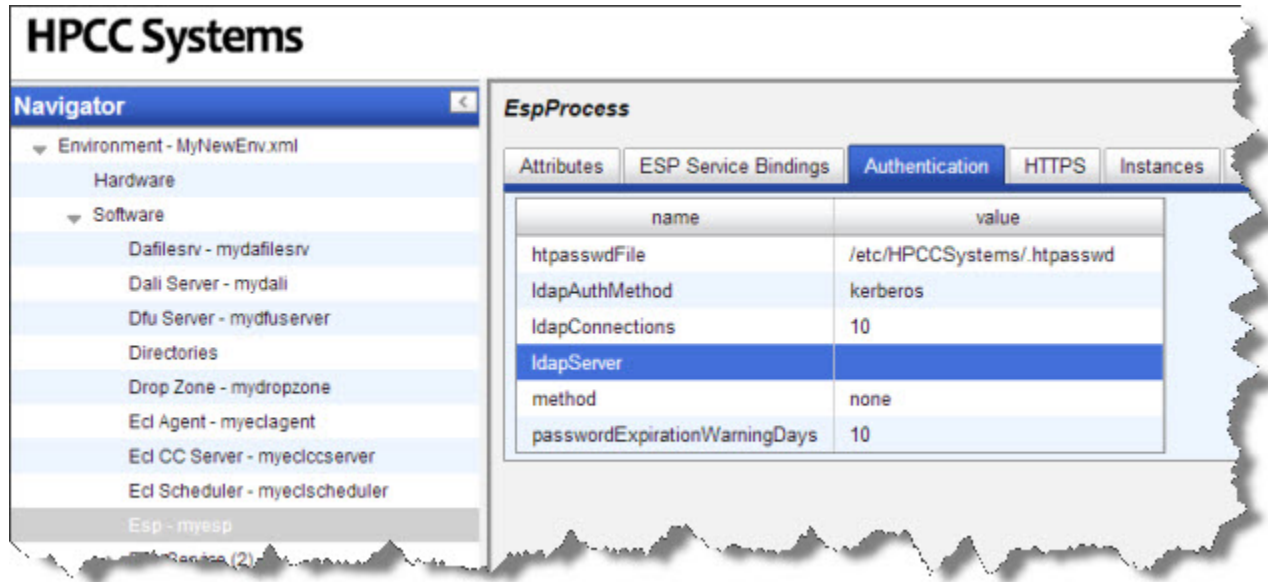 HPCC Systems
Navigator
Environment - MyNewEnv.xml
Hardware
Software
Dafilesrv - mydafilesrv
Dali Server - mydali
Dfu Server - mydfuserver
Directories
Drop Zone - mydropzone
Ecl Agent - myeclagent
Ecl CC Server - myeclccserver
Ecl Scheduler - myeclscheduler
Esp - myesp
Service (2)
EspProcess
Attributes ESP Service Bindings Authentication HTTPS Instances
name value
htpasswdFile /etc/HPCCSystems/.htpasswd
ldapAuthMethod kerberos
ldapConnections 10
ldapServer
method none
passwordExpirationWarningDays 10